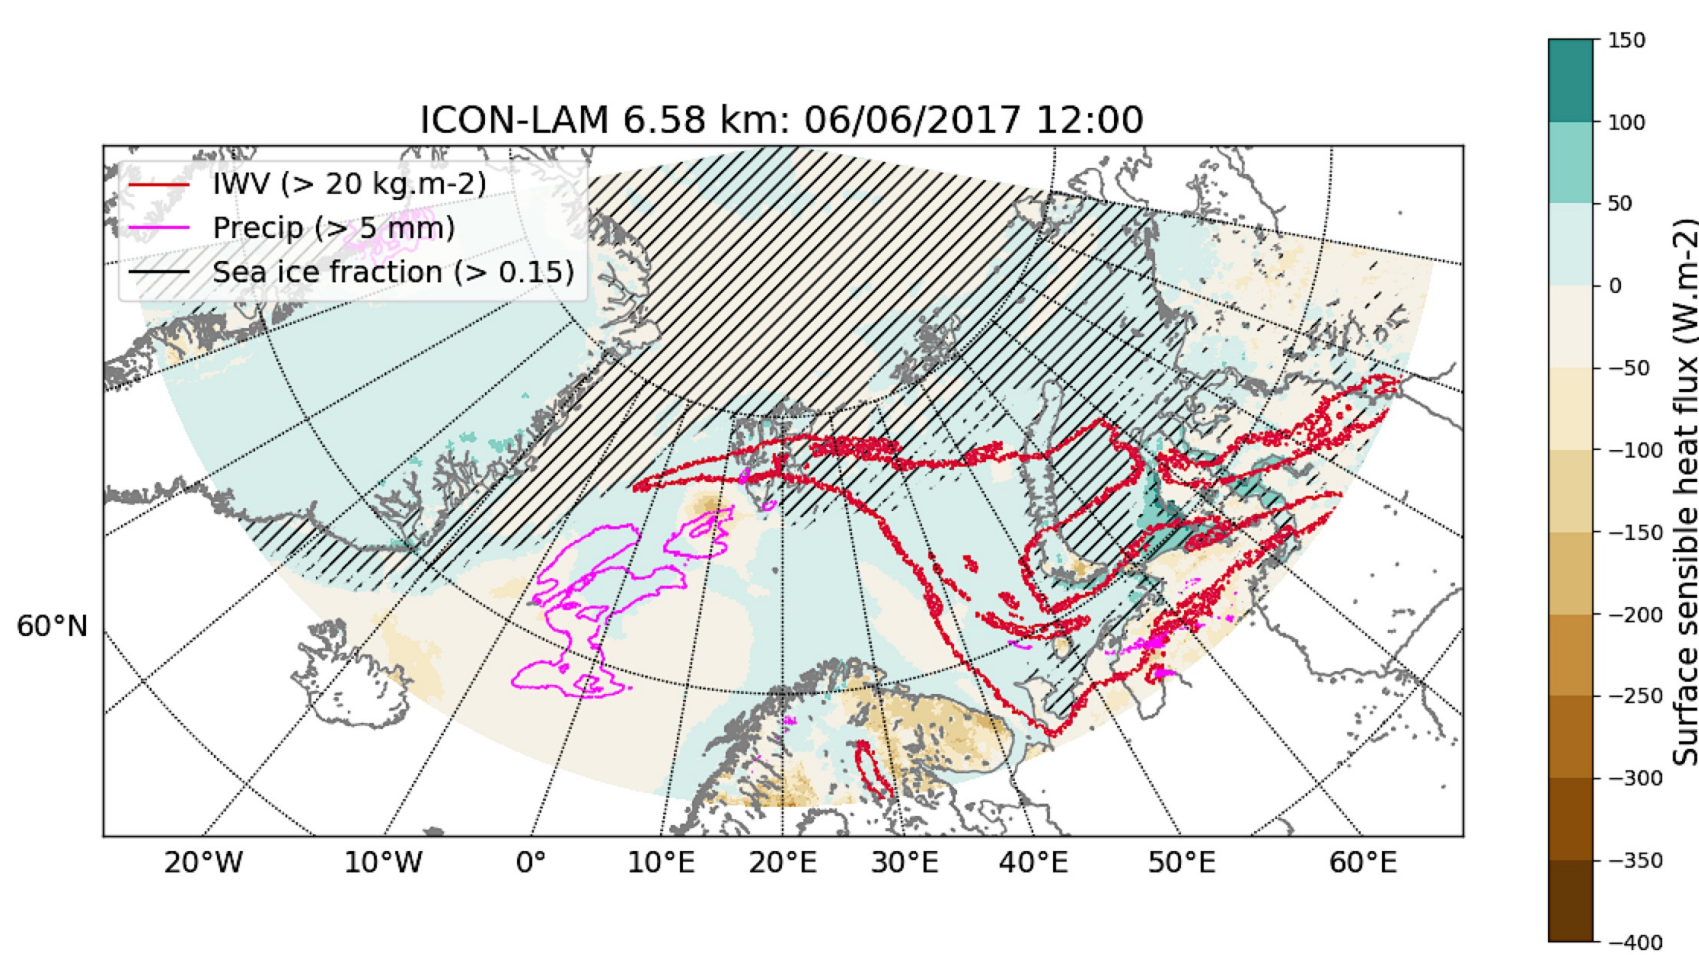 ICON-LAM 6.58 km: 06/06/2017 12:00
IWV (> 20 kg.m-2)
Precip (> 5 mm)
Sea ice fraction (> 0.15)
60°N
20°W 10°W 0° 10°E 20°E 30°E 40°E 50°E 60°E
150
100
50
0
−50
−100
−150
−200
−250
−300
−350
−400
Surface sensible heat flux (W.m-2)